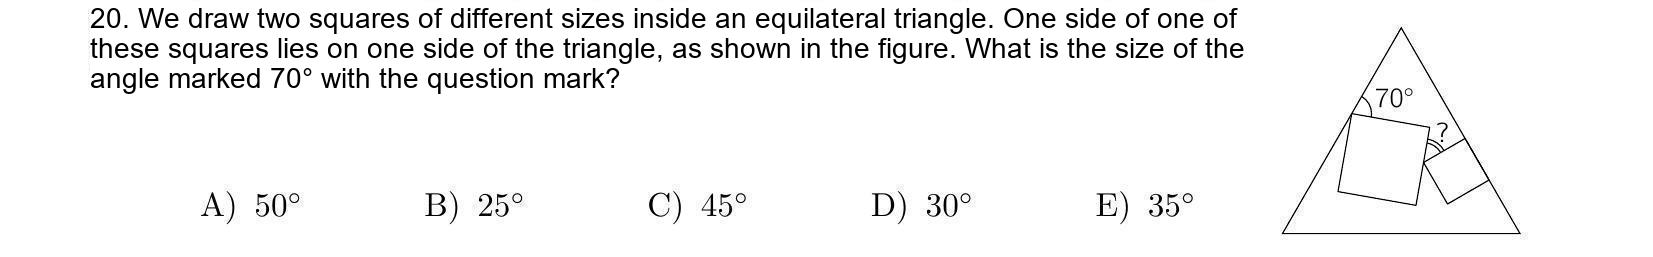 20. We draw two squares of different sizes inside an equilateral triangle. One side of one of
these squares lies on one side of the triangle, as shown in the figure. What is the size of the
angle marked 70° with the question mark?
70°
?
A) 50° B) 25° C) 45° D) 30° E) 35°